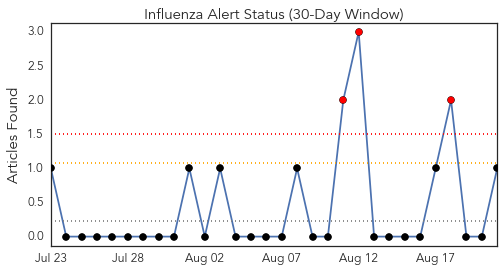 Influenza Alert Status (30-Day Window)
Articles Found
3.0
2.5
2.0
1.5
1.0
0.5
0.0
Jul 23
Jul 28
Aug 02
Aug 07
Aug 12
Aug 17